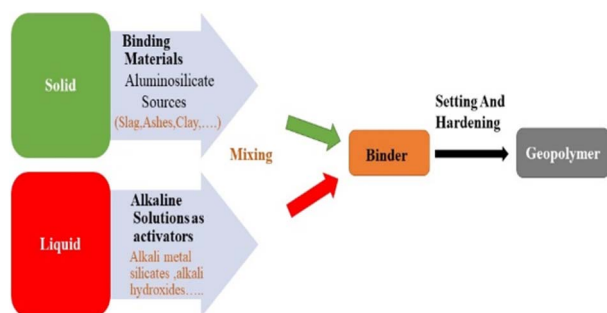 Solid
Binding
Materials
Aluminosilicate
Sources
(Slag,Ashes,Clay,....)
Liquid
Alkaline
Solutions as
activators
Alkali metal
silicates ,alkali
hydroxides.....
Mixing
Binder
Setting And
Hardening
Geopolymer